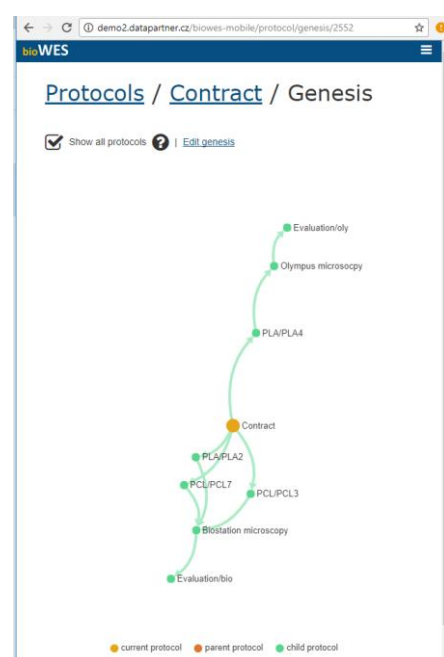 demo2.datapartner.cz/biowes-mobile/protocol/genesis/2552
bioWES
Protocols / Contract / Genesis
Show all protocols ? | Edit genesis
Evaluation/oly
Olympus microsocpy
PLA/PLA4
Contract
PLA/PLA2
PCL/PCL7
PCL/PCL3
Biostation microscopy
Evaluation/bio
current protocol parent protocol child protocol